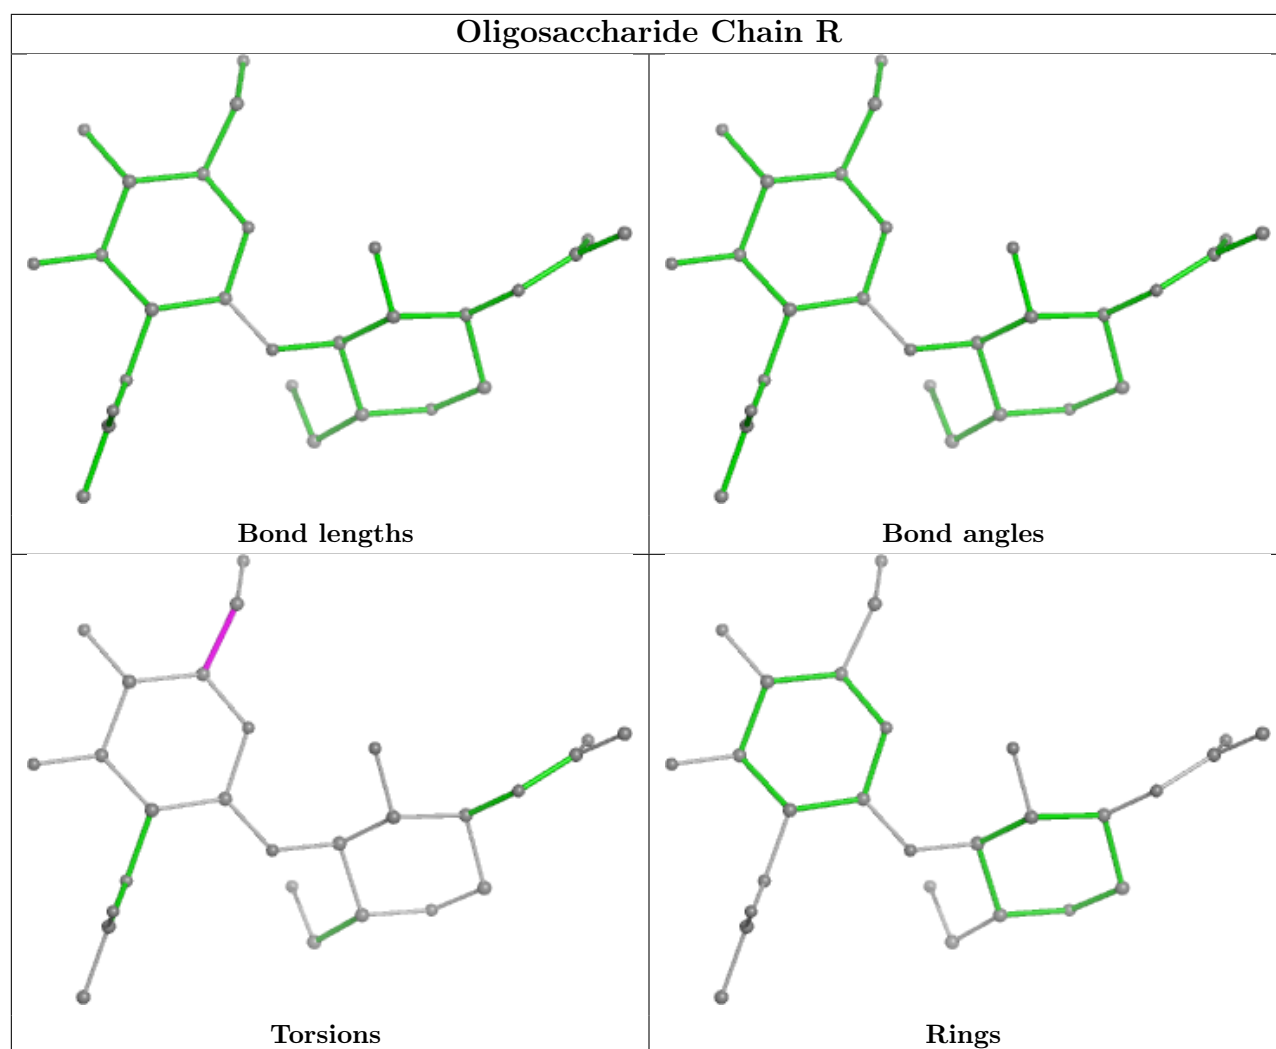 Oligosaccharide Chain R
Bond lengths
Bond angles
Torsions
Rings